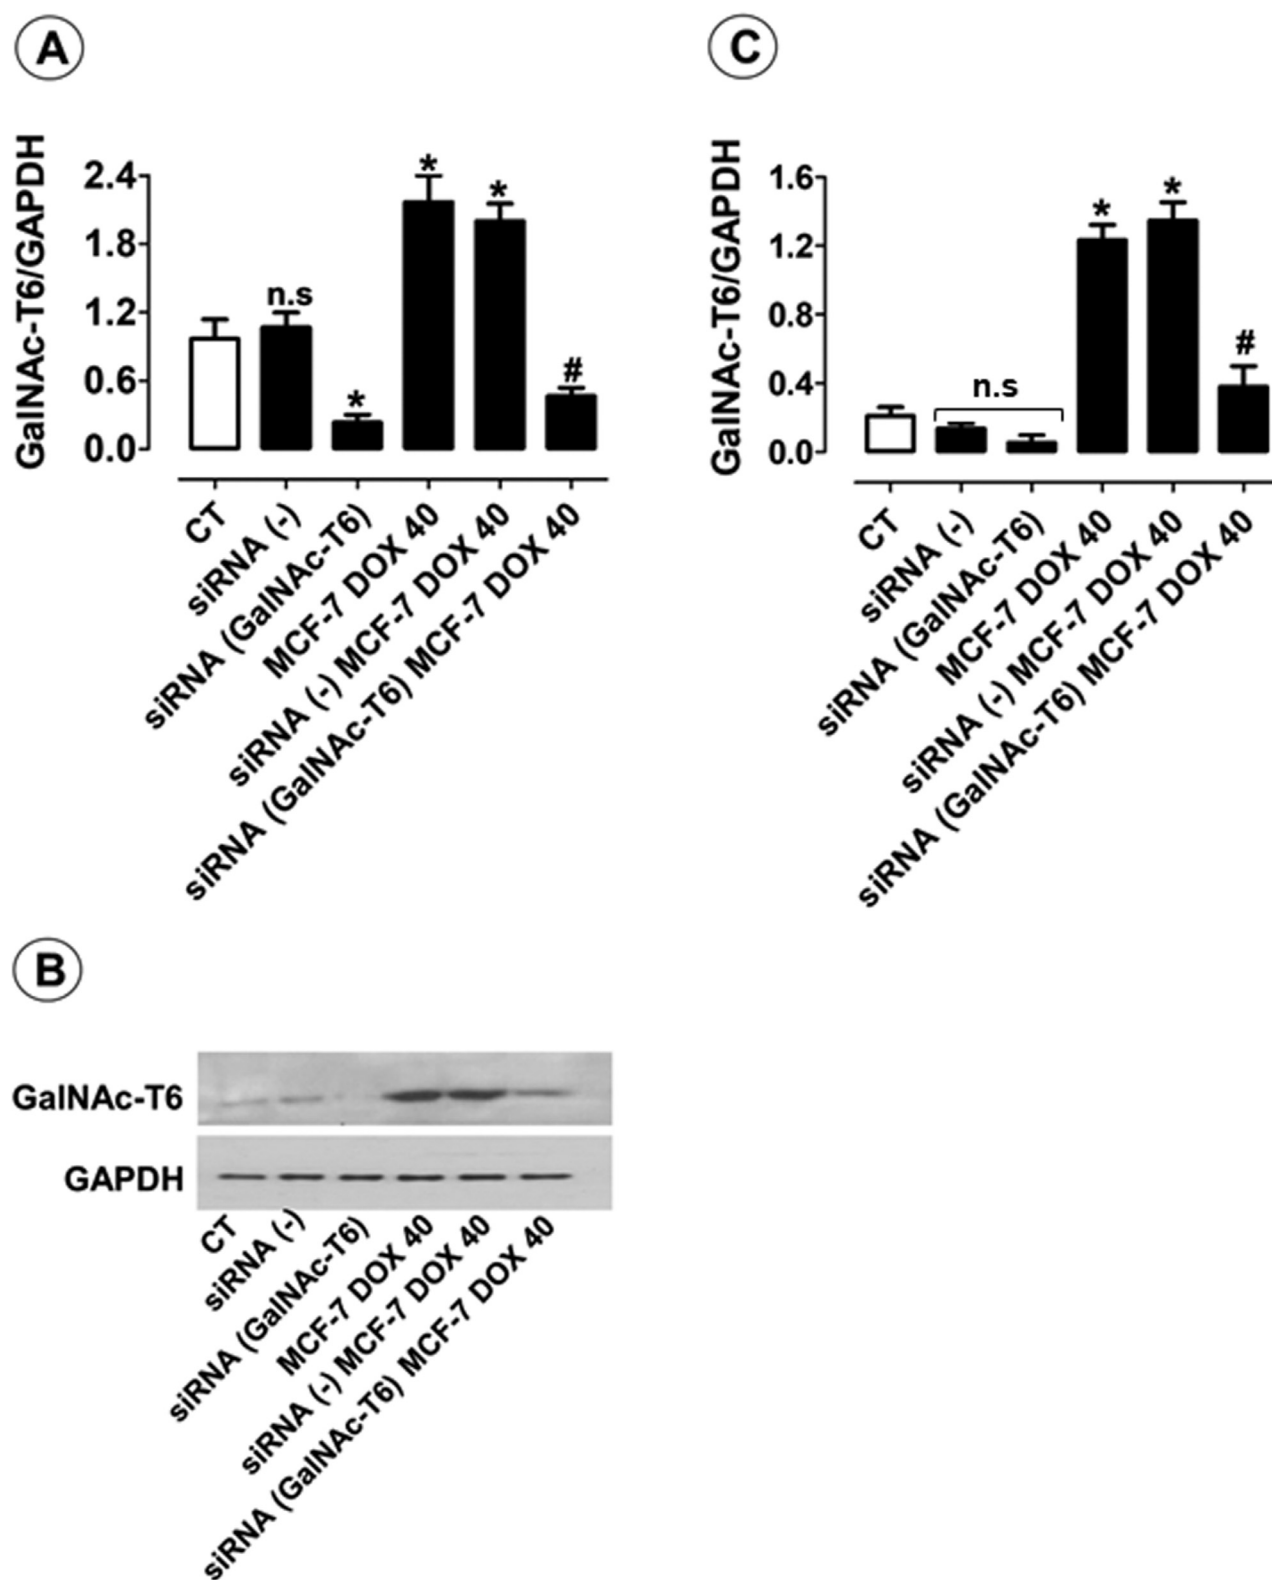 A
GalNAc-T6/GAPDH
2.4
1.8
1.2
0.6
0.0
n.s
*
*
*
#
CT
siRNA (-)
siRNA (GalNAc-T6)
MCF-7 DOX 40
siRNA (-) MCF-7 DOX 40
siRNA (GalNAc-T6) MCF-7 DOX 40
C
GalNAc-T6/GAPDH
1.6
1.2
0.8
0.4
0.0
n.s
*
*
#
CT
siRNA (-)
siRNA (GalNAc-T6)
MCF-7 DOX 40
siRNA (-) MCF-7 DOX 40
siRNA (GalNAc-T6) MCF-7 DOX 40
B
GalNAc-T6
GAPDH
CT
siRNA (-)
siRNA (GalNAc-T6)
MCF-7 DOX 40
siRNA (-) MCF-7 DOX 40
siRNA (GalNAc-T6) MCF-7 DOX 40